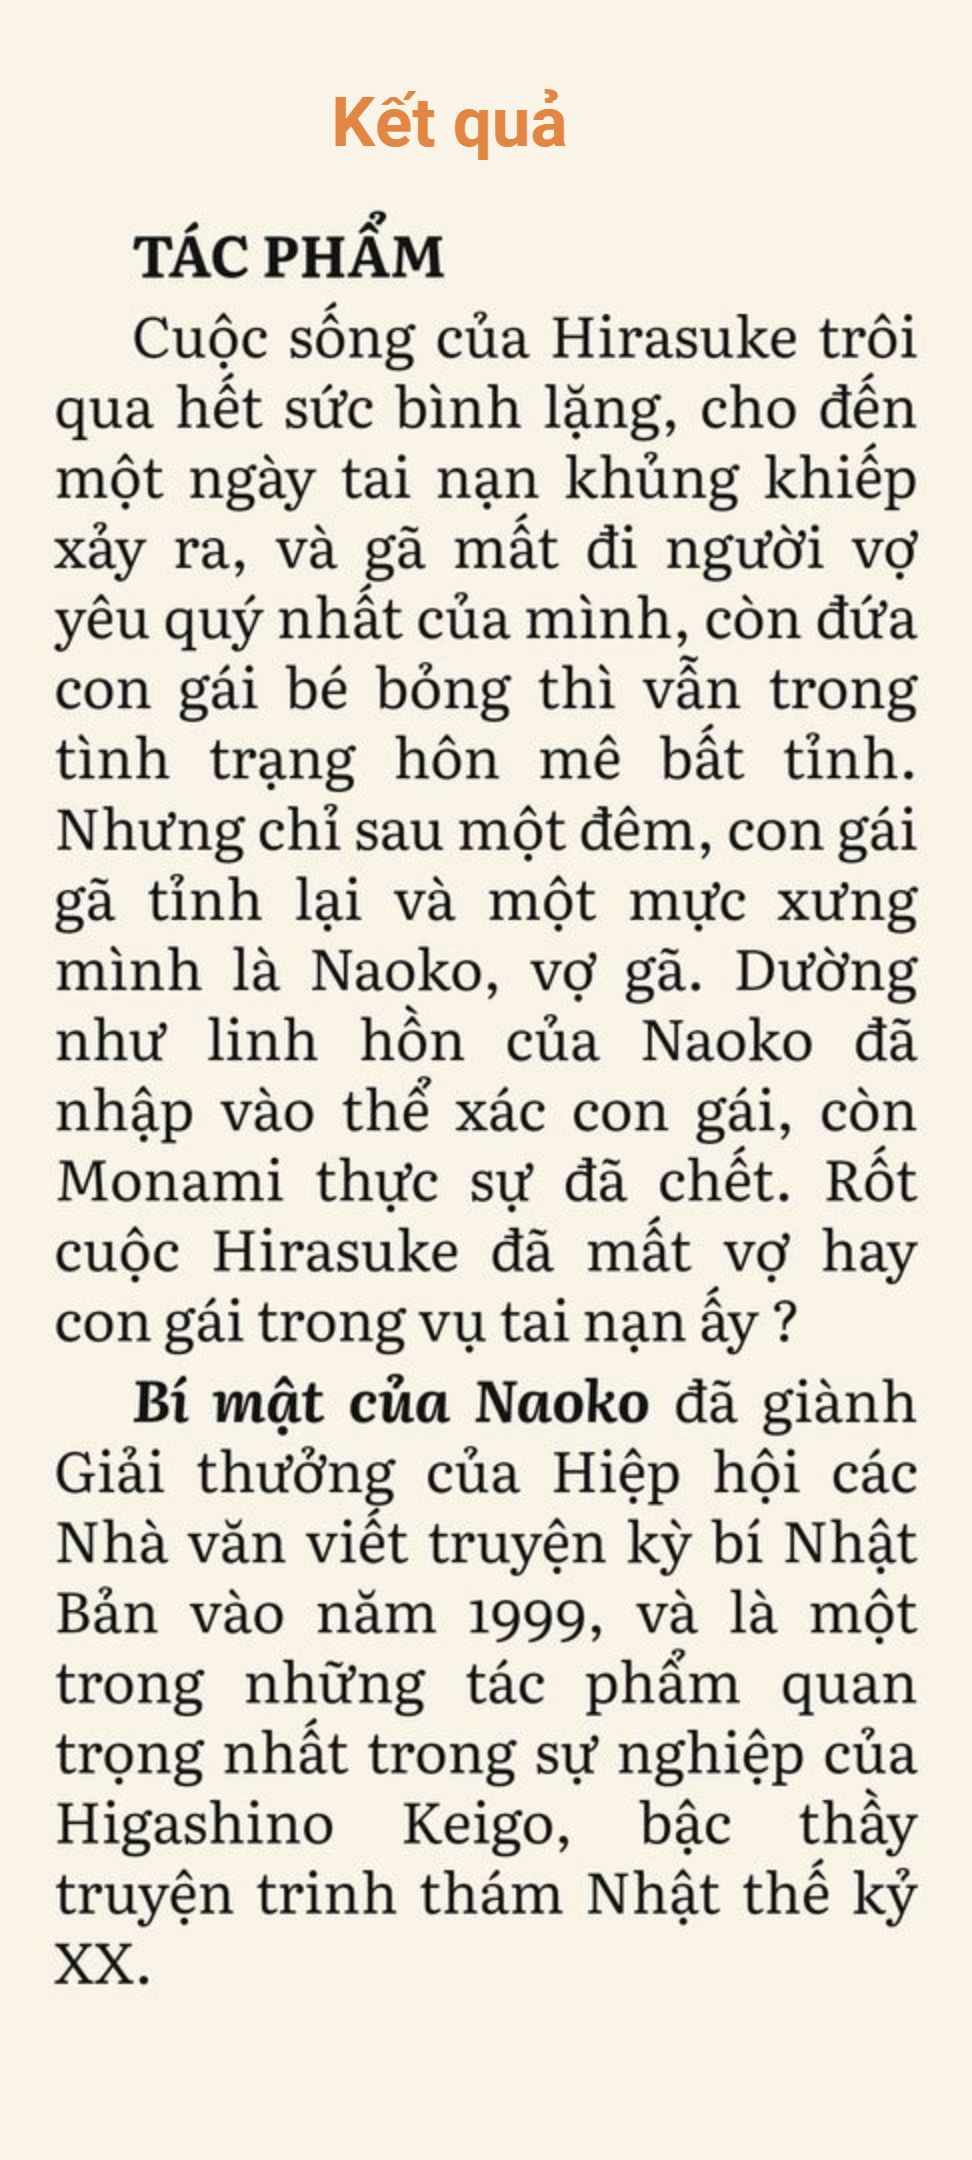 Kết quả
TÁC PHẨM
Cuộc sống của Hirasuke trôi
qua hết sức bình lặng, cho đến
một ngày tai nạn khủng khiếp
xảy ra, và gã mất đi người vợ
yêu quý nhất của mình, còn đứa
con gái bé bỏng thì vẫn trong
tình trạng hôn mê bất tỉnh.
Nhưng chỉ sau một đêm, con gái
gã tỉnh lại và một mực xưng
mình là Naoko, vợ gã. Dường
như linh hồn của Naoko đã
nhập vào thể xác con gái, còn
Monami thực sự đã chết. Rốt
cuộc Hirasuke đã mất vợ hay
con gái trong vụ tai nạn ấy ?
Bí mật của Naoko đã giành
Giải thưởng của Hiệp hội các
Nhà văn viết truyện kỳ bí Nhật
Bản vào năm 1999, và là một
trong những tác phẩm quan
trọng nhất trong sự nghiệp của
Higashino Keigo, bậc thầy
truyện trinh thám Nhật thế kỷ
XX.